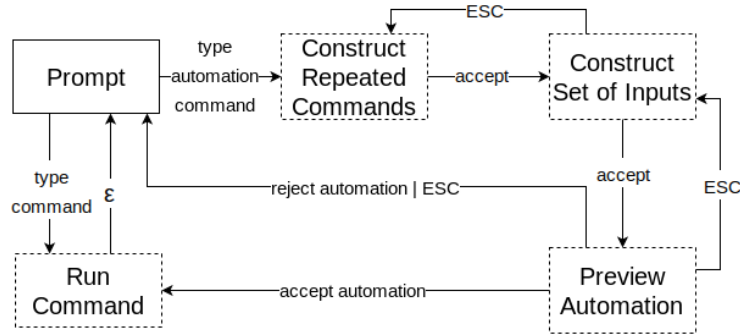 ESC
Prompt
type
automation
command
Construct
Repeated
Commands
accept
Construct
Set of Inputs
type
command
ε
reject automation | ESC
accept
ESC
Run
Command
accept automation
Preview
Automation